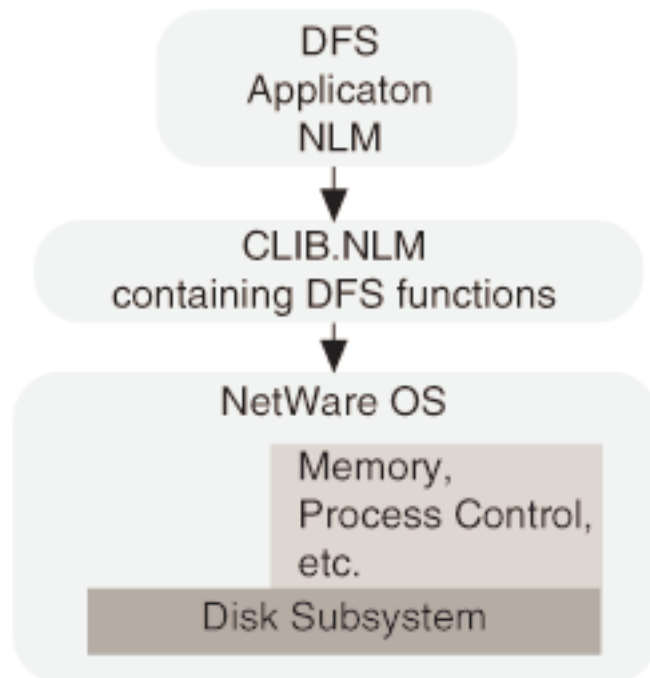 DFS
Applicaton
NLM
CLIB.NLM
containing DFS functions
NetWare OS
Memory,
Process Control,
etc.
Disk Subsystem